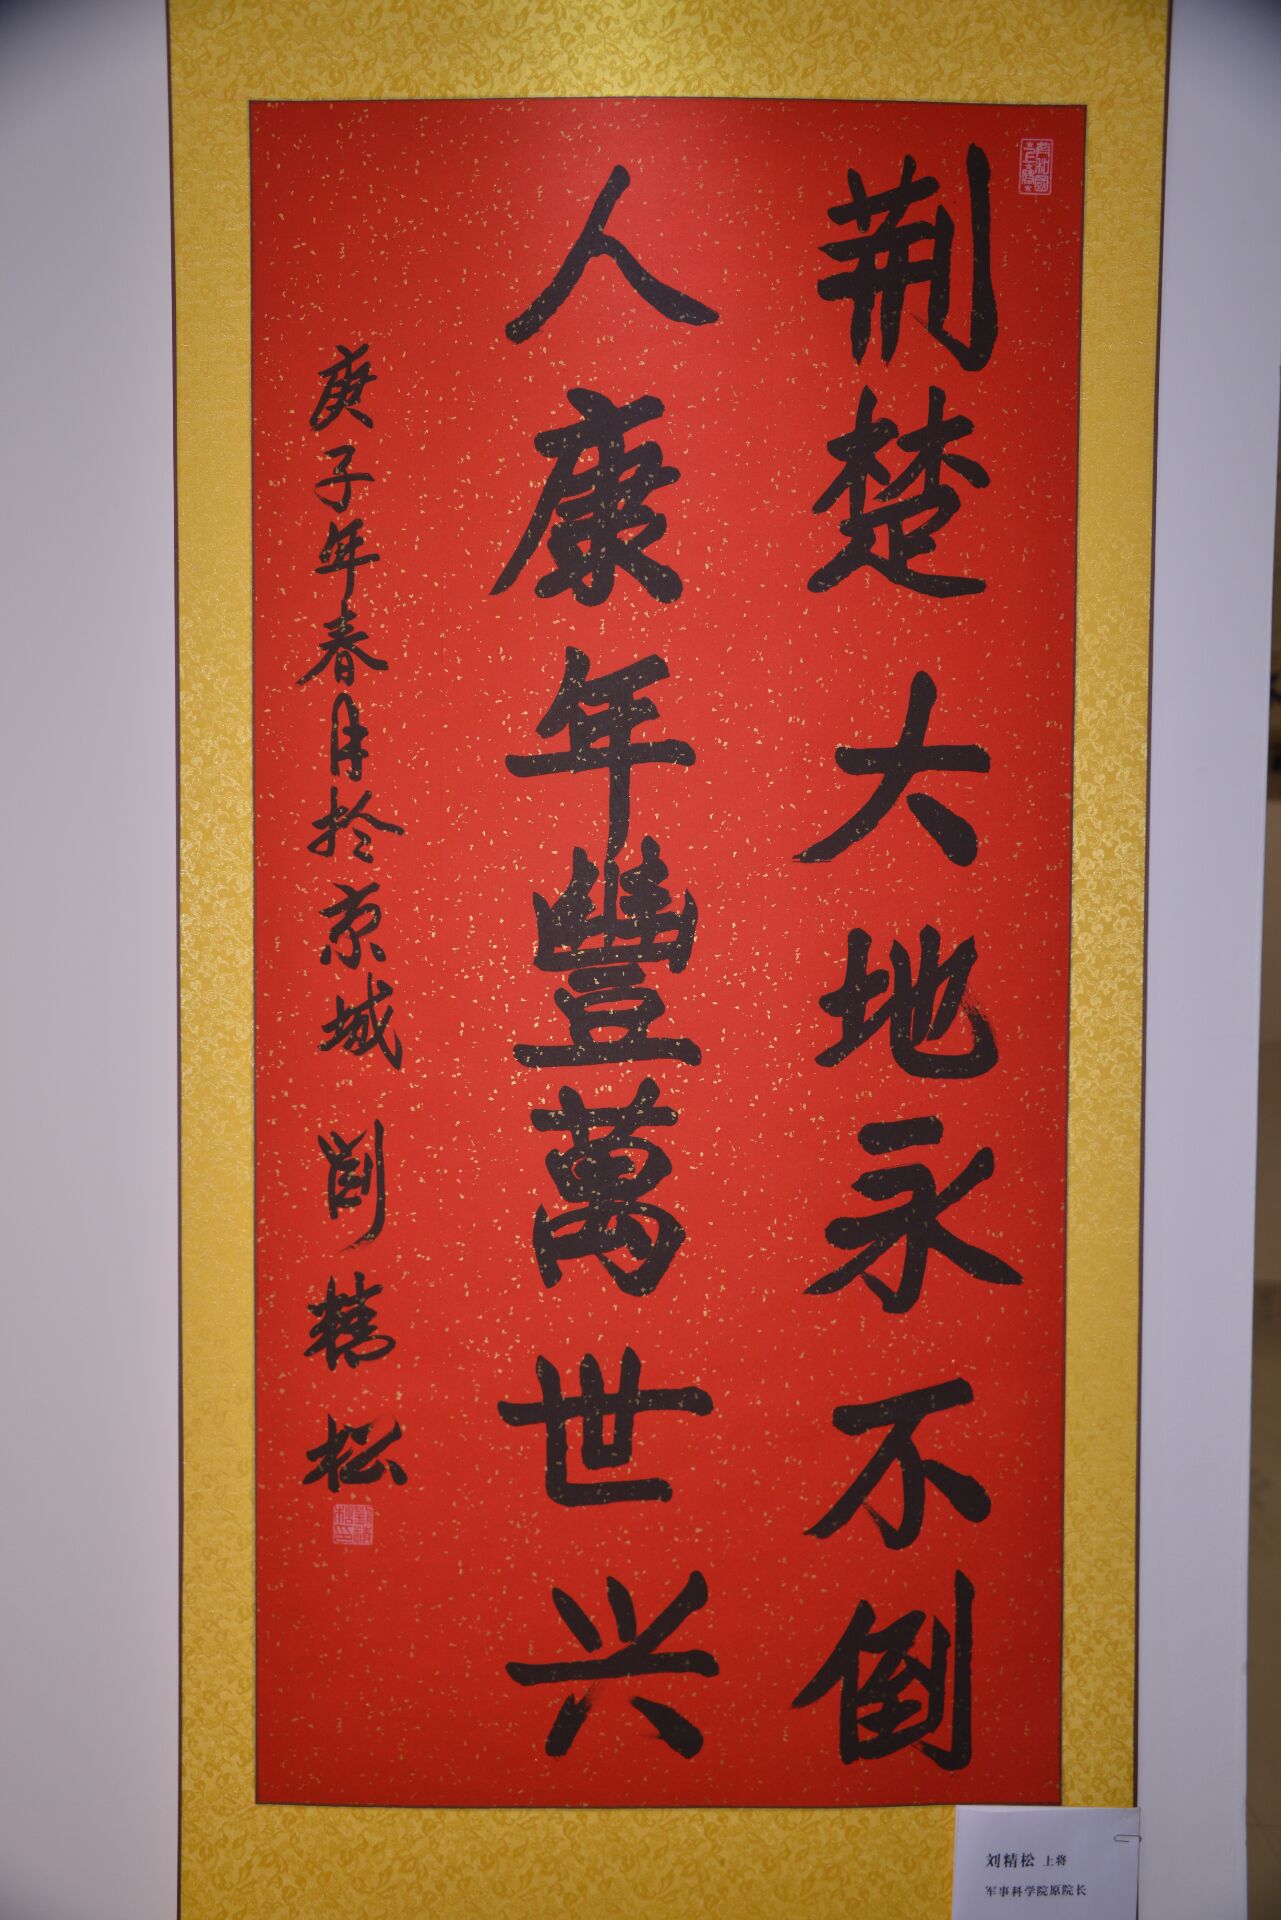 荆楚大地永不倒
人康年豐萬世兴
庚子年春月於京城 刘精松
刘精松 上将
军事科学院原院长